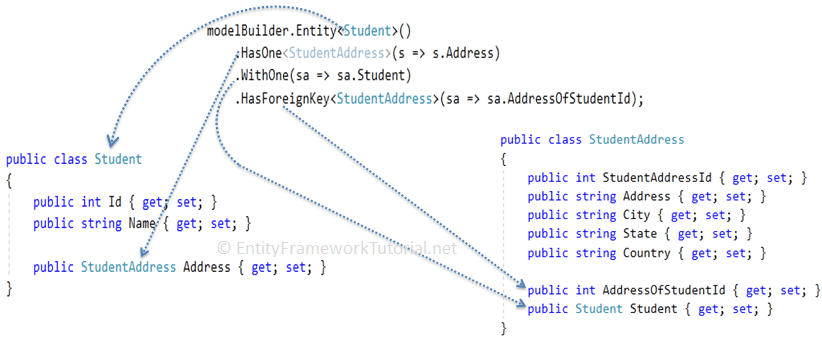 modelBuilder.Entity<Student>()
.HasOne<StudentAddress>(s => s.Address)
.WithOne(sa => sa.Student)
.HasForeignKey<StudentAddress>(sa => sa.AddressOfStudentId);
public class Student
{
public int Id { get; set; }
public string Name { get; set; }
public StudentAddress Address { get; set; }
}
© EntityFrameworkTutorial.net
public class StudentAddress
{
public int StudentAddressId { get; set; }
public string Address { get; set; }
public string City { get; set; }
public string State { get; set; }
public string Country { get; set; }
public int AddressOfStudentId { get; set; }
public Student Student { get; set; }
}